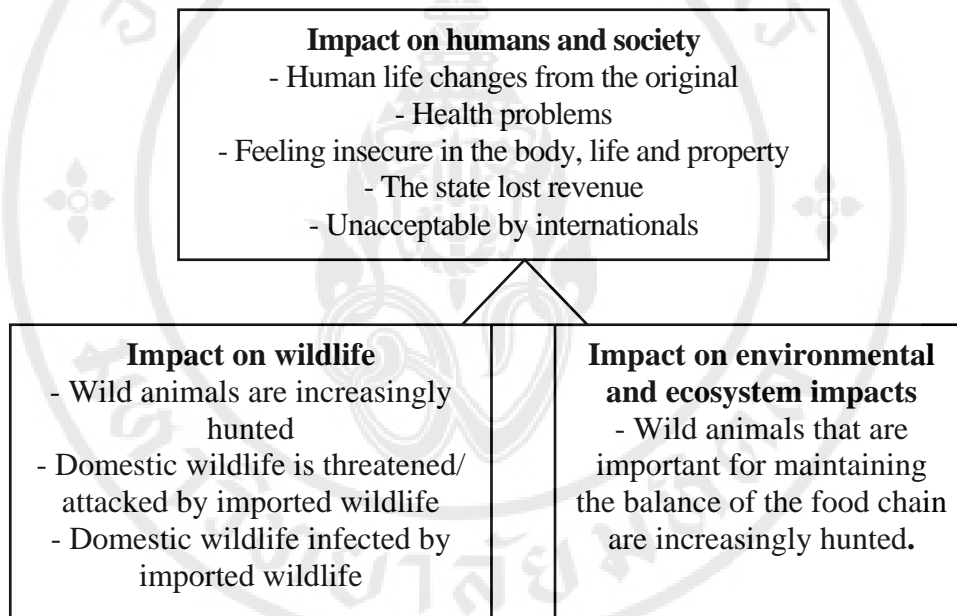 Impact on humans and society
- Human life changes from the original
- Health problems
- Feeling insecure in the body, life and property
- The state lost revenue
- Unacceptable by internationals
Impact on wildlife
- Wild animals are increasingly
hunted
- Domestic wildlife is threatened/
attacked by imported wildlife
- Domestic wildlife infected by
imported wildlife
Impact on environmental
and ecosystem impacts
- Wild animals that are
important for maintaining
the balance of the food chain
are increasingly hunted.